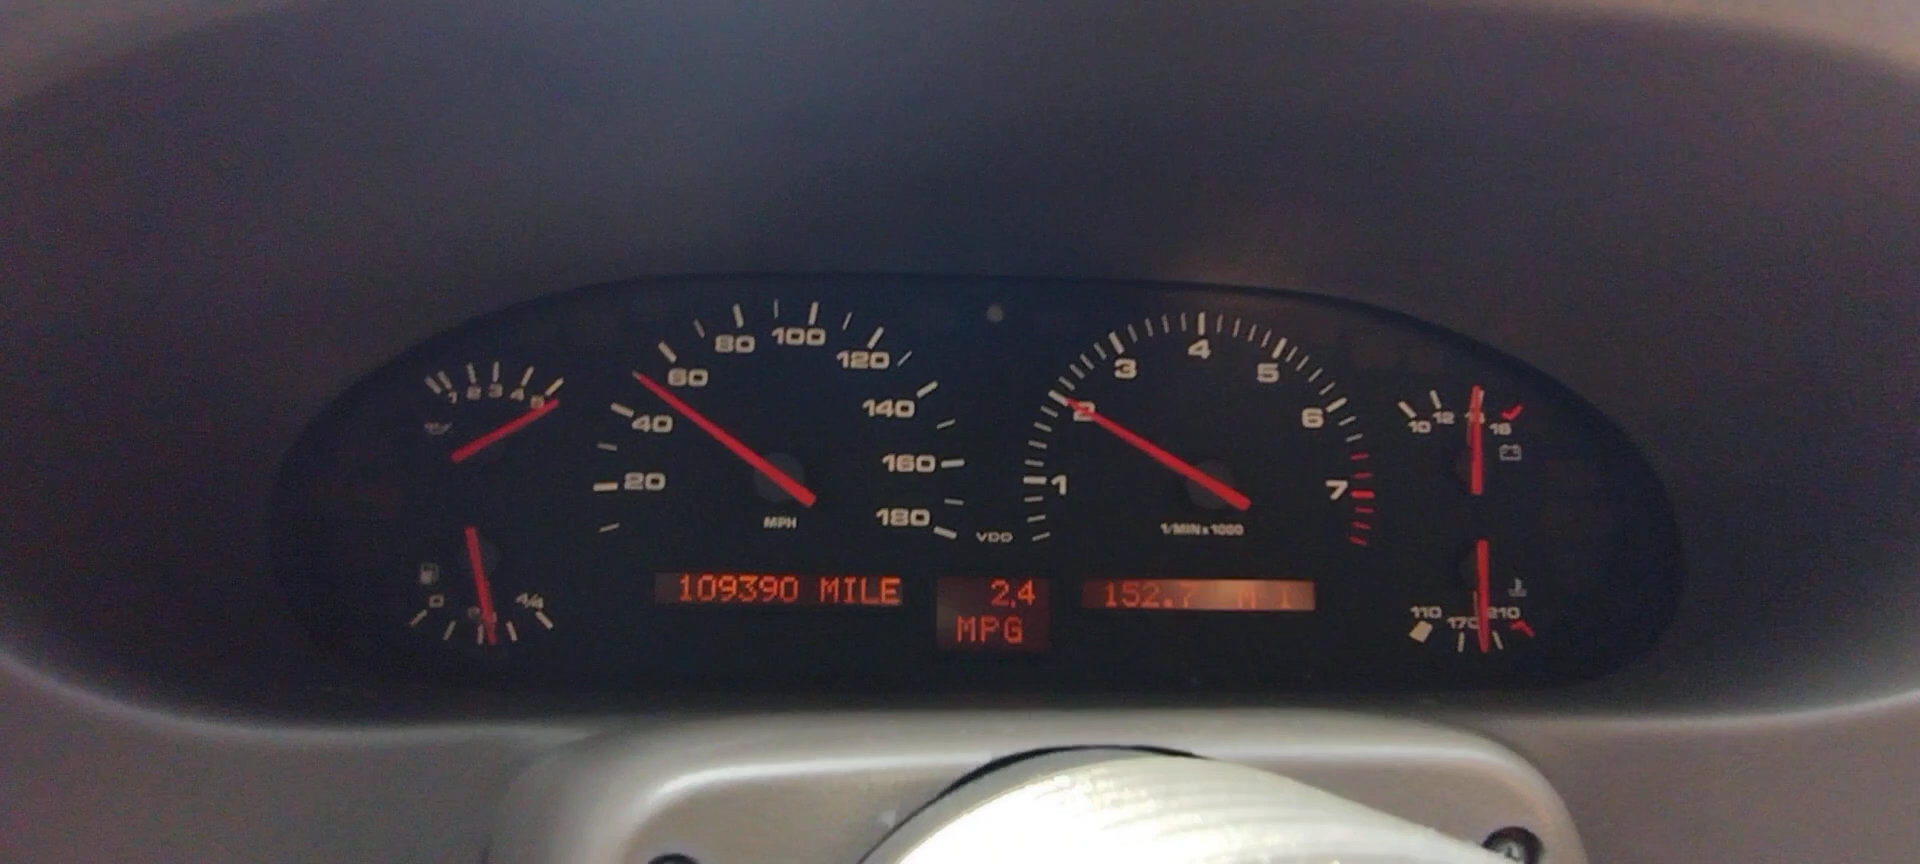 1 2 3 4 5
20 40 60 80 100 120 140 160 180
MPH
VDO
1 2 3 4 5 6 7
1/MIN x 1000
10 12 14 16
0 4/4
109390 MILE
2.4
MPG
152.7 M I
110 170 210